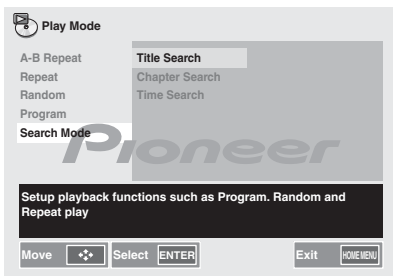 Play Mode
A-B Repeat
Repeat
Random
Program
Search Mode
Title Search
Chapter Search
Time Search
Pioneer
Setup playback functions such as Program. Random and
Repeat play
Move
Select ENTER
Exit HOME MENU